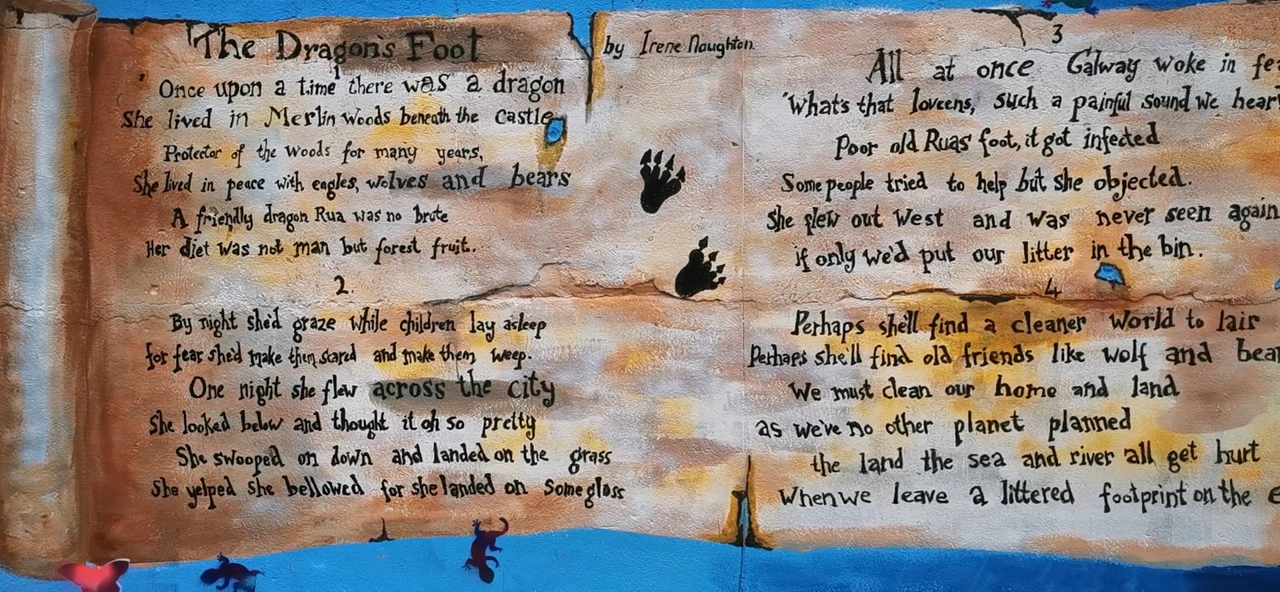 The Dragon's Foot
by Irene Naughton.
1
Once upon a time there was a dragon
She lived in Merlin Woods beneath the castle
Protector of the woods for many years,
She lived in peace with eagles, wolves and bears
A friendly dragon Rua was no brute
Her diet was not man but forest fruit.
2.
By night she'd graze while children lay asleep
for fear she'd make them scared and make them weep.
One night she flew across the city
She looked below and thought it oh so pretty
She swooped on down and landed on the grass
She yelped she bellowed for she landed on some glass
3
All at once Galway woke in
"What's that loveens, such a painful sound we hear
Poor old Ruas foot, it got infected
Some people tried to help but she objected.
She flew out West and was never seen again
if only we'd put our litter in the bin.
4
Perhaps she'll find a cleaner world to lair
Perhaps she'll find old friends like wolf and
We must clean our home and land
as we've no other planet planned
the land the sea and river all get hurt
When we leave a littered footprint on the